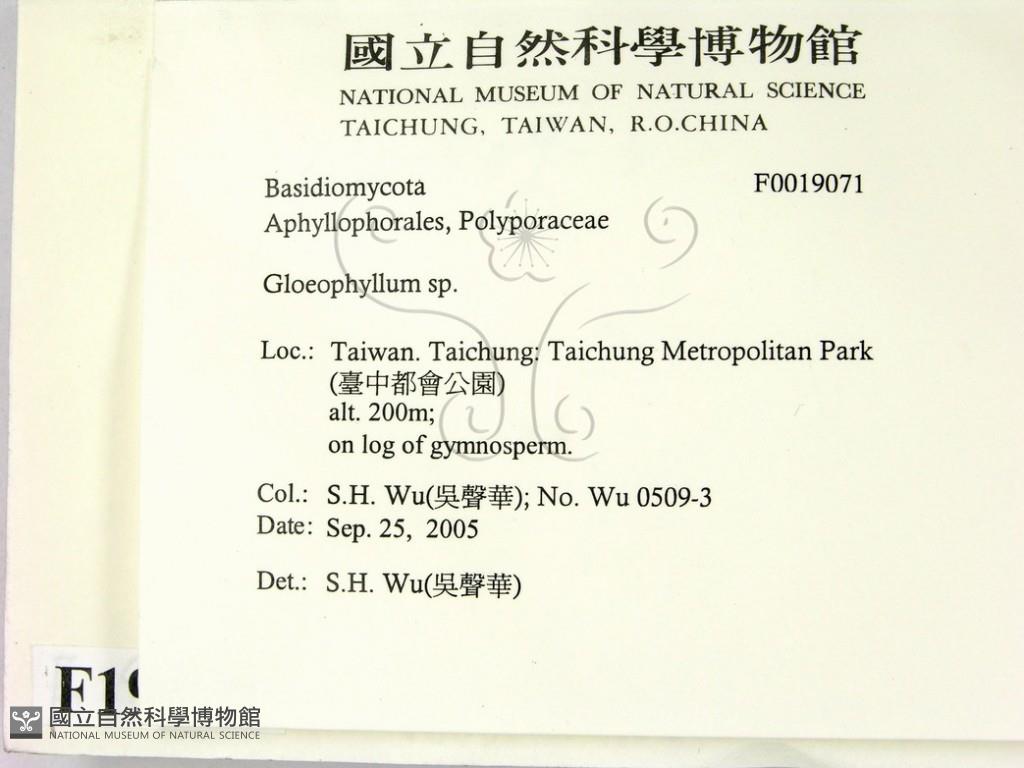 國立自然科學博物館
NATIONAL MUSEUM OF NATURAL SCIENCE
TAICHUNG, TAIWAN, R.O.CHINA
Basidiomycota F0019071
Aphyllophorales, Polyporaceae
Gloeophyllum sp.
Loc.: Taiwan. Taichung: Taichung Metropolitan Park
(臺中都會公園)
alt. 200m;
on log of gymnosperm.
Col.: S.H. Wu(吳聲華); No. Wu 0509-3
Date: Sep. 25, 2005
Det.: S.H. Wu(吳聲華)
F19
國立自然科學博物館
NATIONAL MUSEUM OF NATURAL SCIENCE